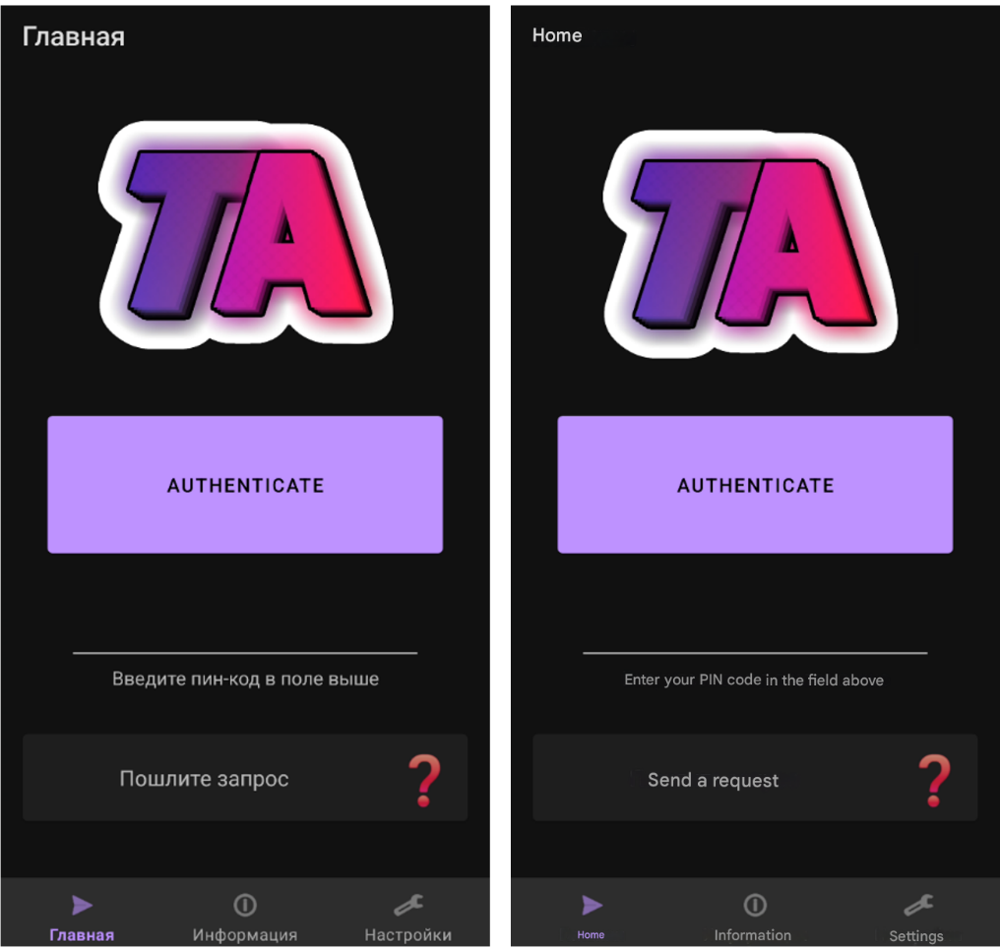 Главная
TA
AUTHENTICATE
Введите пин-код в поле выше
Пошлите запрос
Главная
Информация
Настройки
Home
TA
AUTHENTICATE
Enter your PIN code in the field above
Send a request
Home
Information
Settings